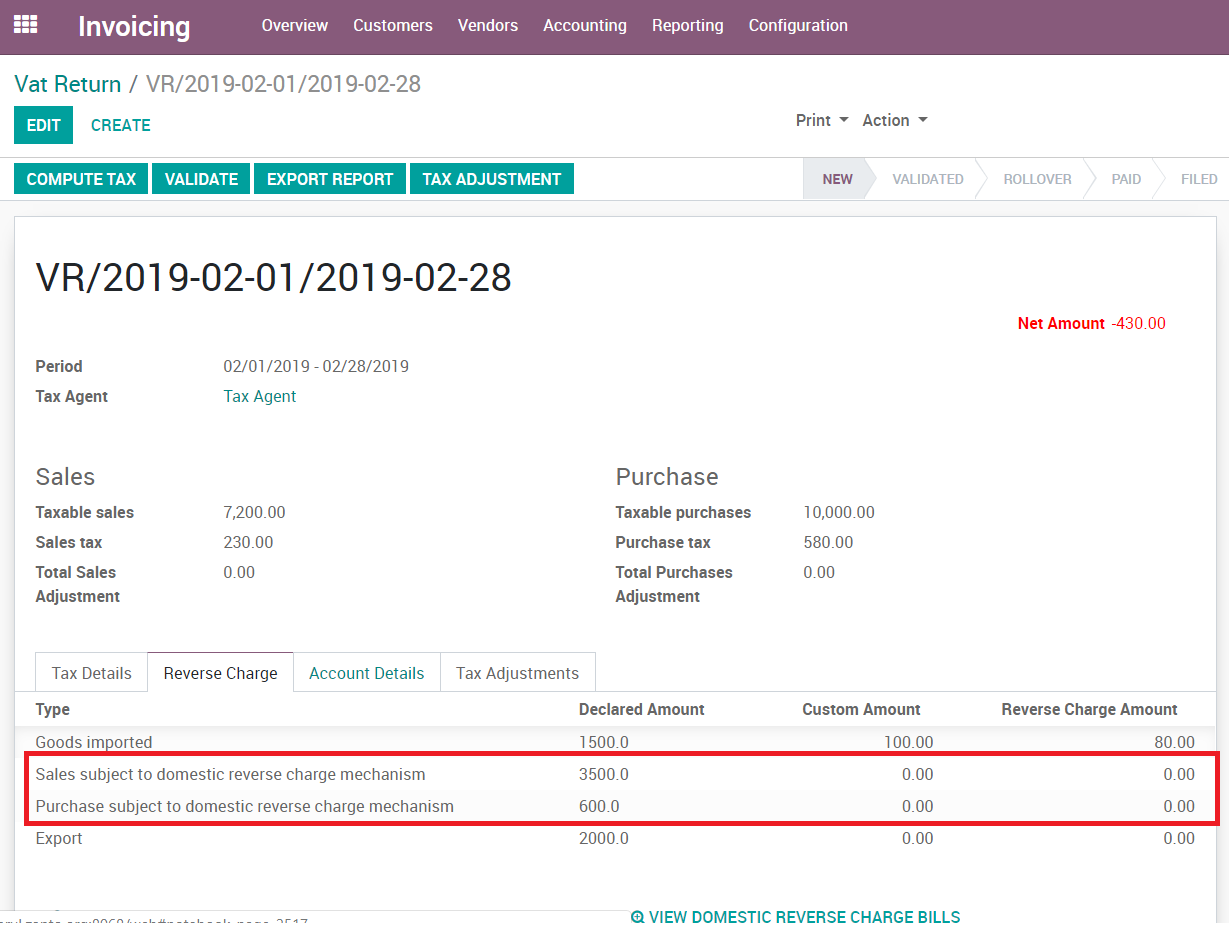 Invoicing Overview Customers Vendors Accounting Reporting Configuration
Vat Return / VR/2019-02-01/2019-02-28
EDIT CREATE Print Action
COMPUTE TAX VALIDATE EXPORT REPORT TAX ADJUSTMENT NEW VALIDATED ROLLOVER PAID FILED
VR/2019-02-01/2019-02-28
Net Amount -430.00
Period 02/01/2019 - 02/28/2019
Tax Agent Tax Agent
Sales Purchase
Taxable sales 7,200.00 Taxable purchases 10,000.00
Sales tax 230.00 Purchase tax 580.00
Total Sales 0.00 Total Purchases 0.00
Adjustment Adjustment
Tax Details Reverse Charge Account Details Tax Adjustments
Type Declared Amount Custom Amount Reverse Charge Amount
Goods imported 1500.0 100.00 80.00
Sales subject to domestic reverse charge mechanism 3500.0 0.00 0.00
Purchase subject to domestic reverse charge mechanism 600.0 0.00 0.00
Export 2000.0 0.00 0.00
VIEW DOMESTIC REVERSE CHARGE BILLS